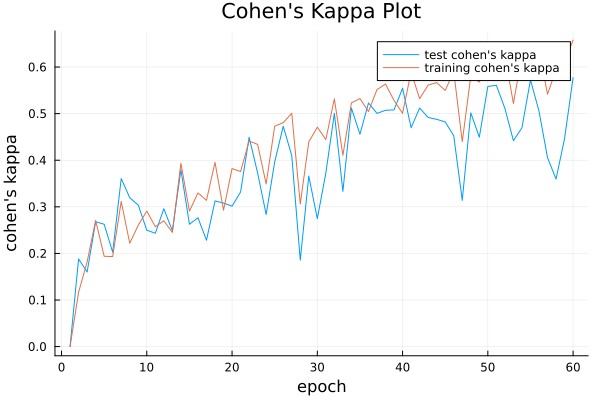 Cohen's Kappa Plot
test cohen's kappa
training cohen's kappa
cohen's kappa
0.6
0.5
0.4
0.3
0.2
0.1
0.0
0 10 20 30 40 50 60
epoch